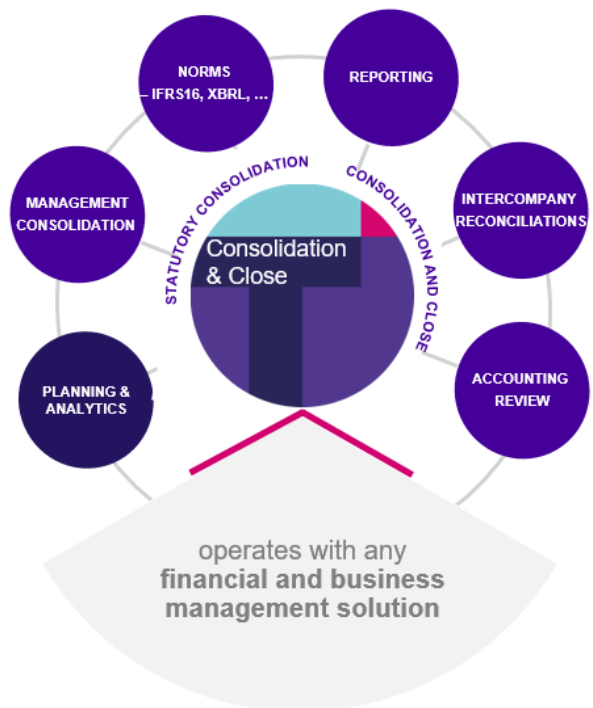 NORMS
– IFRS16, XBRL, ...
REPORTING
MANAGEMENT
CONSOLIDATION
STATUTORY CONSOLIDATION
CONSOLIDATION AND CLOSE
INTERCOMPANY
RECONCILIATIONS
Consolidation
& Close
PLANNING &
ANALYTICS
ACCOUNTING
REVIEW
operates with any
financial and business
management solution